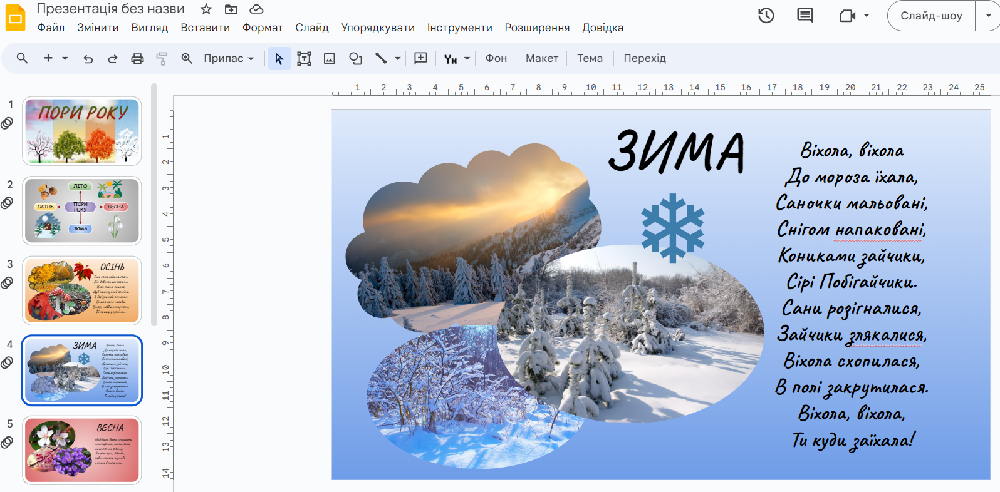 Презентація без назви
Файл Змінити Вигляд Вставити Формат Слайд Упорядкувати Інструменти Розширення Довідка
Слайд-шоу
Припас Фон Макет Тема Перехід
1 2 3 4 5 6 7 8 9 10 11 12 13 14 15 16 17 18 19 20 21 22 23 24 25
1 2 3 4 5 6 7 8 9 10 11 12 13 14
1
ПОРИ РОКУ
2
ЛІТО
ОСІНЬ
ПОРИ РОКУ
ВЕСНА
ЗИМА
3
ОСІНЬ
4
ЗИМА
5
ВЕСНА
ЗИМА
Віхола, віхола
До мороза їхала,
Саночки мальовані,
Снігом напаковані,
Кониками зайчики,
Сірі Побігайчики.
Сани розігналися,
Зайчики злякалися,
Віхола схопилася,
В полі закрутилася.
Віхола, віхола,
Ти куди заїхала!